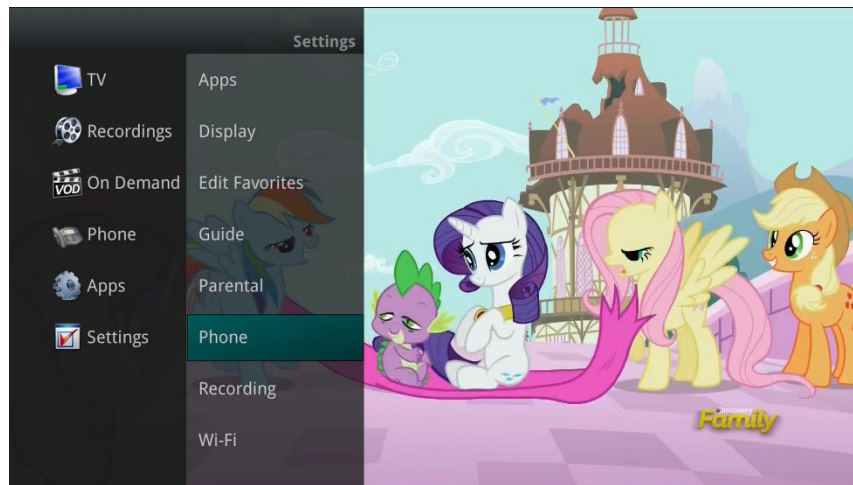 Settings
TV
Recordings
VOD
On Demand
Phone
Apps
Settings
Apps
Display
Edit Favorites
Guide
Parental
Phone
Recording
Wi-Fi
Discovery
Family